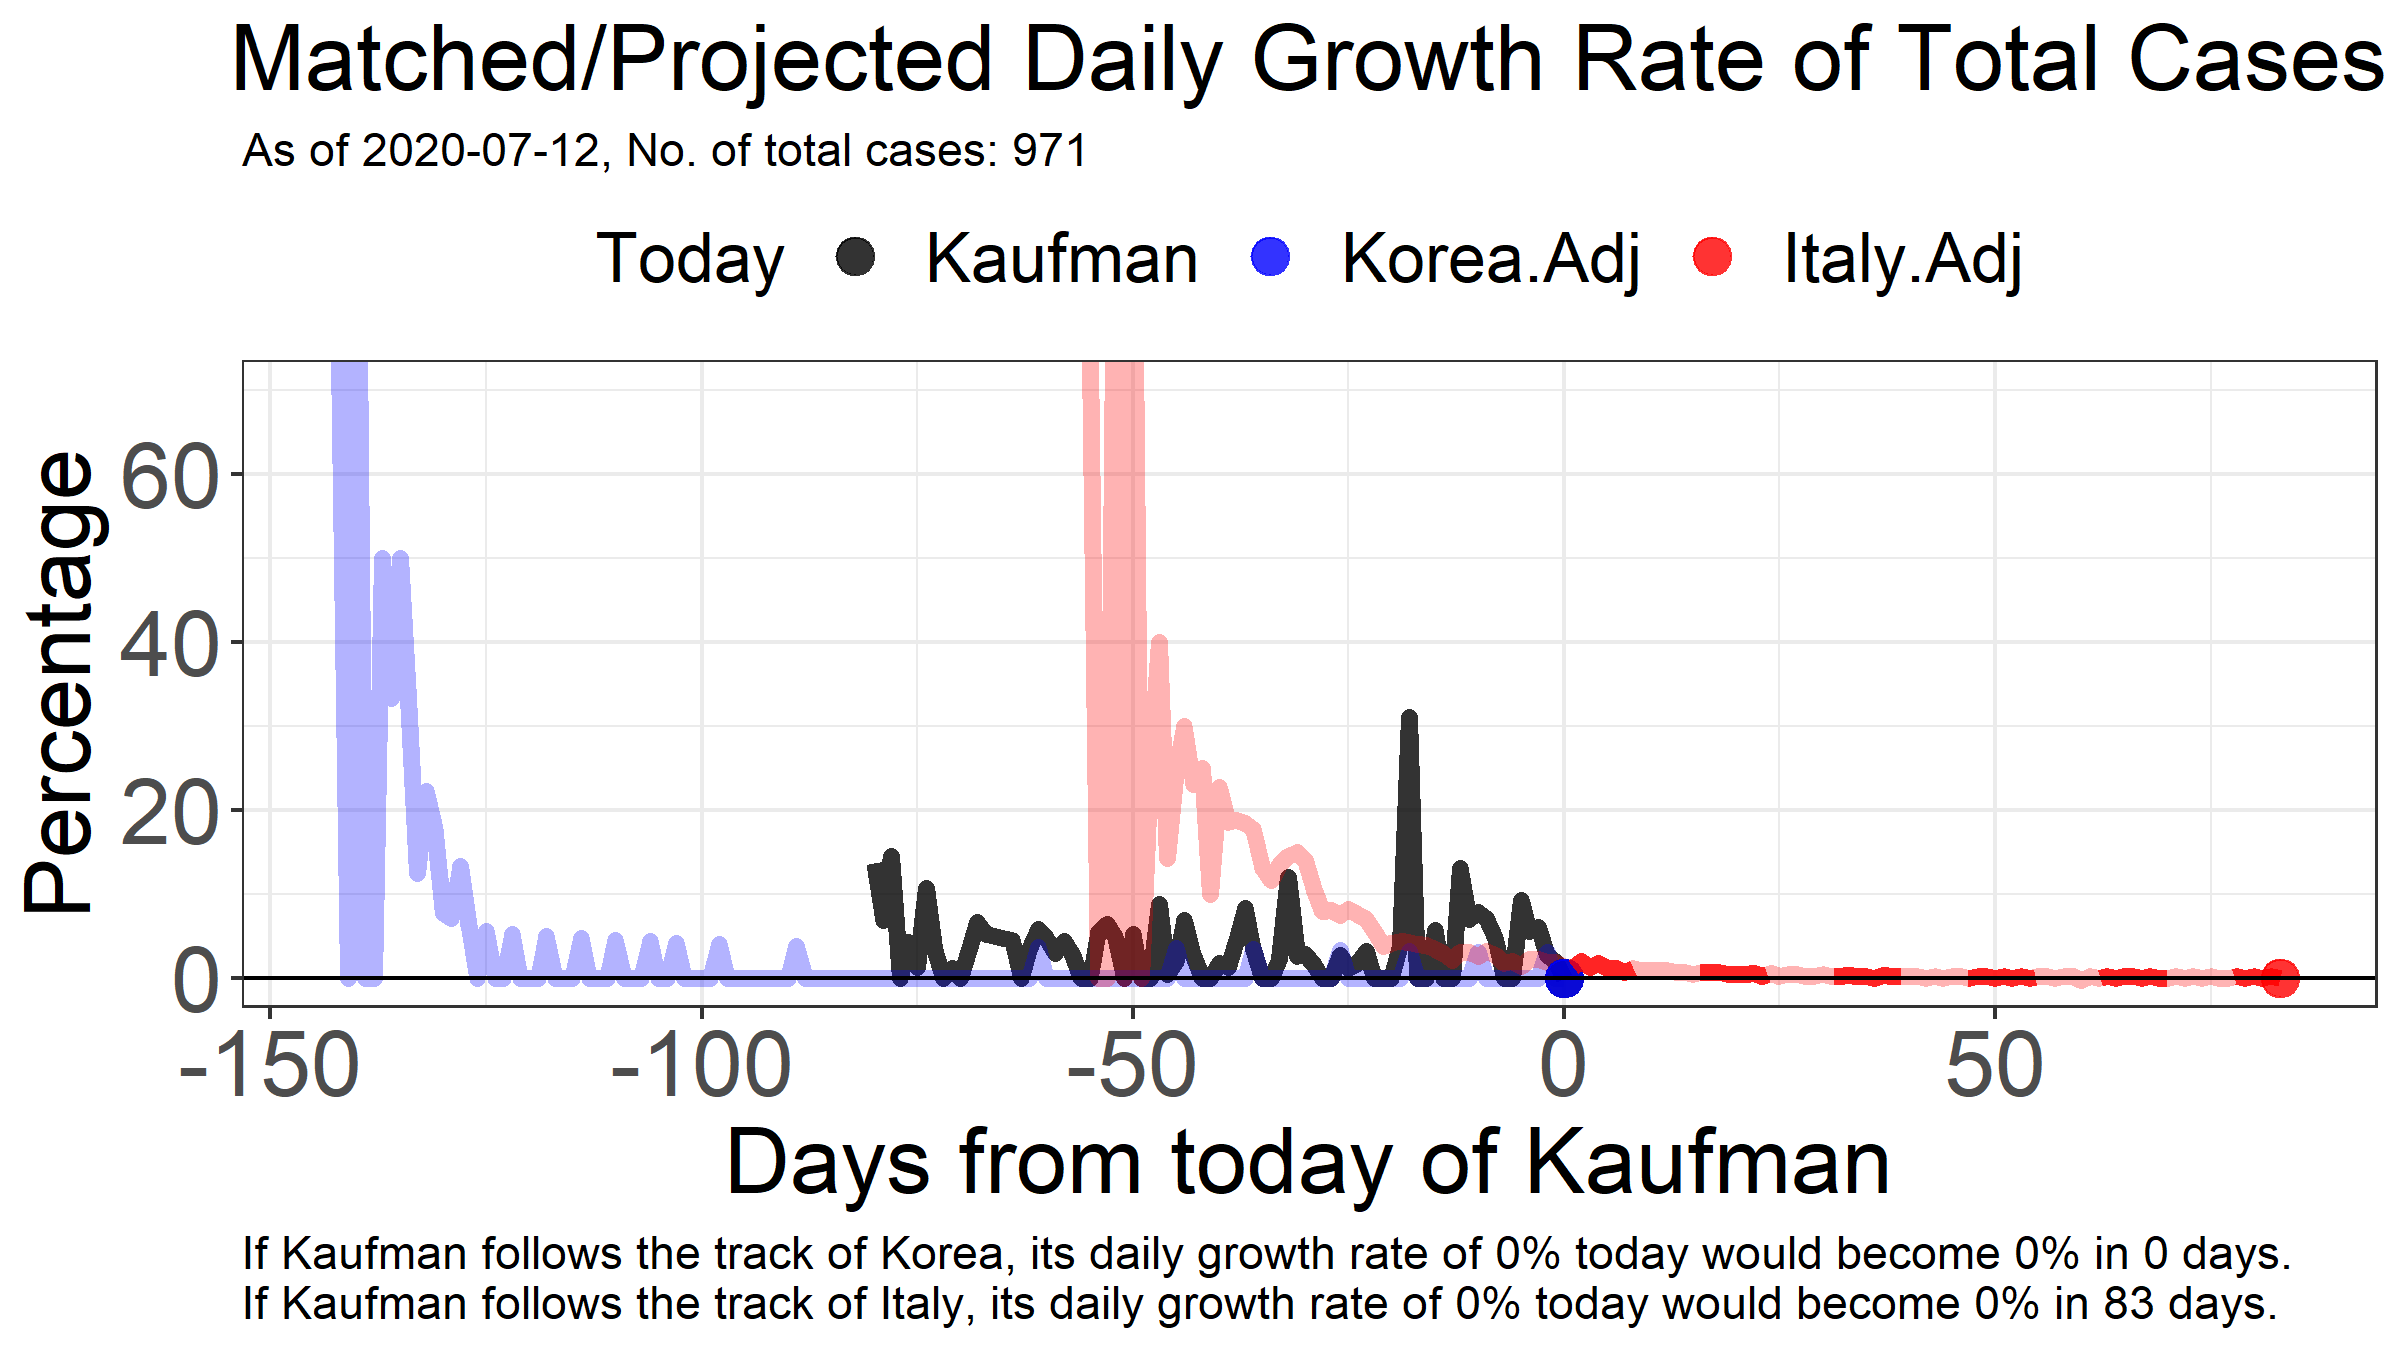 Matched/Projected Daily Growth Rate of Total Cases
As of 2020-07-12, No. of total cases: 971
Today Kaufman Korea.Adj Italy.Adj
Percentage
60
40
20
0
-150 -100 -50 0 50
Days from today of Kaufman
If Kaufman follows the track of Korea, its daily growth rate of 0% today would become 0% in 0 days.
If Kaufman follows the track of Italy, its daily growth rate of 0% today would become 0% in 83 days.